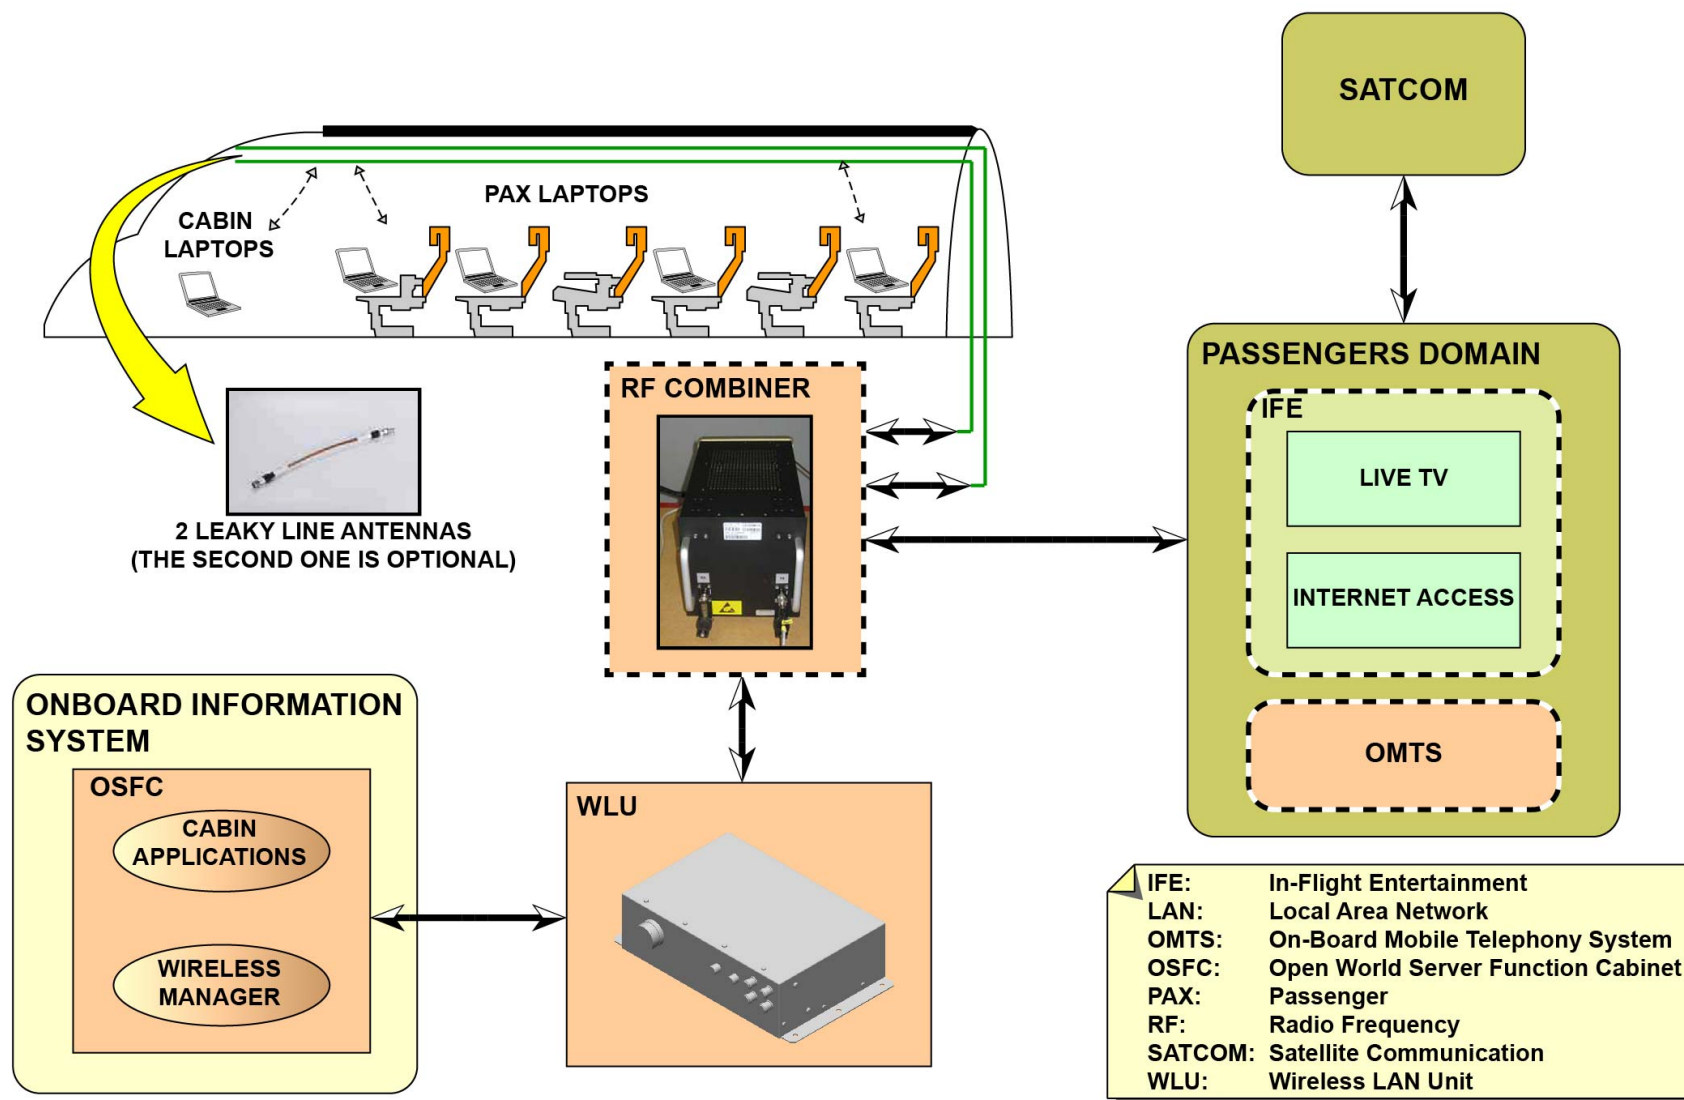 SATCOM
PAX LAPTOPS
CABIN
LAPTOPS
2 LEAKY LINE ANTENNAS
(THE SECOND ONE IS OPTIONAL)
RF COMBINER
PASSENGERS DOMAIN
IFE
LIVE TV
INTERNET ACCESS
OMTS
ONBOARD INFORMATION
SYSTEM
OSFC
CABIN
APPLICATIONS
WIRELESS
MANAGER
WLU
IFE: In-Flight Entertainment
LAN: Local Area Network
OMTS: On-Board Mobile Telephony System
OSFC: Open World Server Function Cabinet
PAX: Passenger
RF: Radio Frequency
SATCOM: Satellite Communication
WLU: Wireless LAN Unit